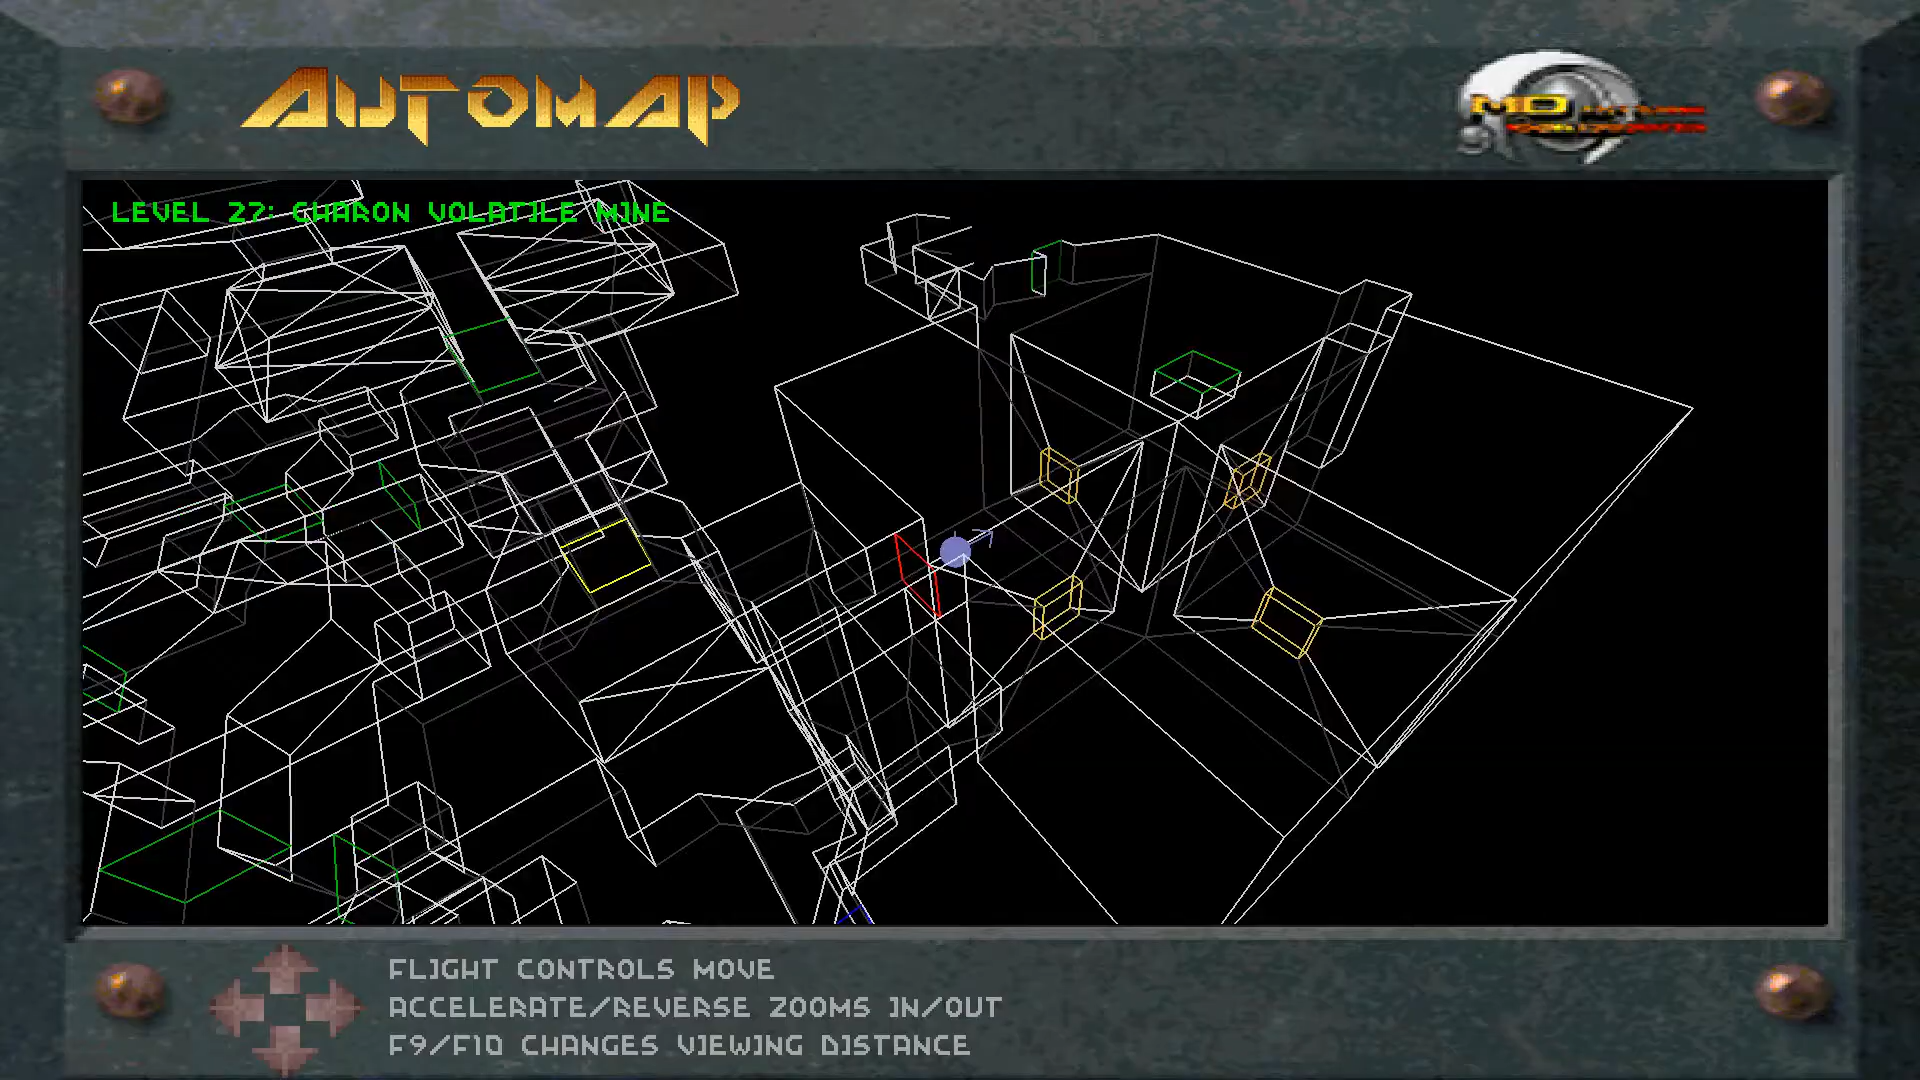 AUTOMAP
MD
LEVEL 27: CHARON VOLATILE MINE
FLIGHT CONTROLS MOVE
ACCELERATE/REVERSE ZOOMS IN/OUT
F9/F10 CHANGES VIEWING DISTANCE